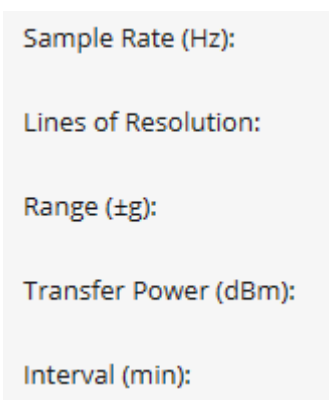 Sample Rate (Hz):
Lines of Resolution:
Range (±g):
Transfer Power (dBm):
Interval (min):